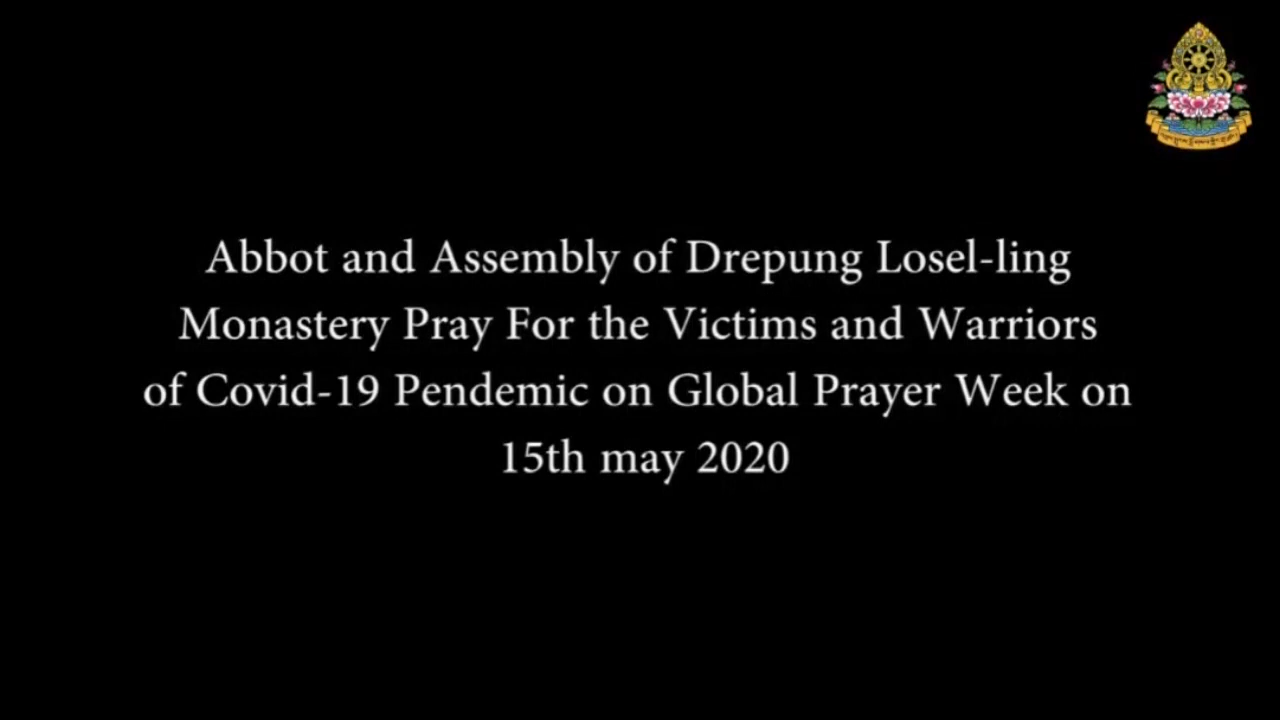 Abbot and Assembly of Drepung Losel-ling
Monastery Pray For the Victims and Warriors
of Covid-19 Pendemic on Global Prayer Week on
15th may 2020